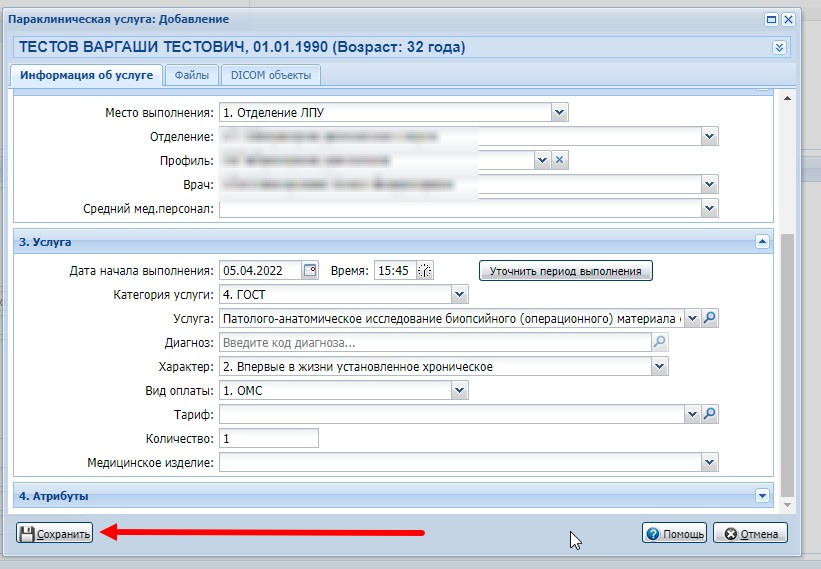 Параклиническая услуга: Добавление
ТЕСТОВ ВАРГАШИ ТЕСТОВИЧ, 01.01.1990 (Возраст: 32 года)
Информация об услуге Файлы DICOM объекты
Место выполнения: 1. Отделение ЛПУ
Отделение:
Профиль:
Врач:
Средний мед.персонал:
3. Услуга
Дата начала выполнения: 05.04.2022 Время: 15:45 Уточнить период выполнения
Категория услуги: 4. ГОСТ
Услуга: Патолого-анатомическое исследование биопсийного (операционного) материала
Диагноз: Введите код диагноза...
Характер: 2. Впервые в жизни установленное хроническое
Вид оплаты: 1. ОМС
Тариф:
Количество: 1
Медицинское изделие:
4. Атрибуты
Сохранить Помощь Отмена